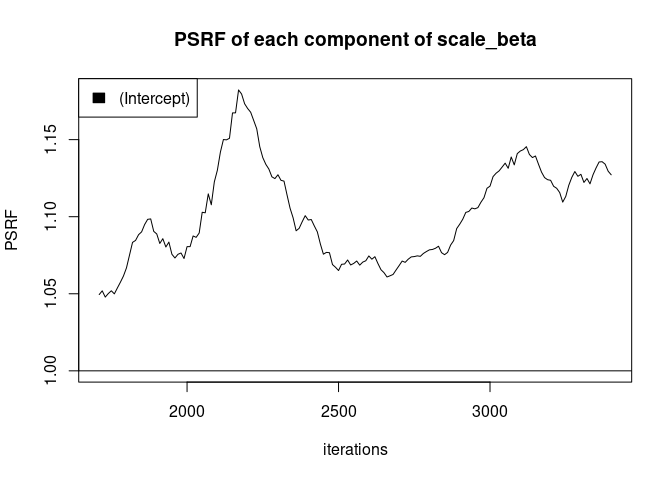 PSRF of each component of scale_beta
(Intercept)
PSRF
1.15
1.10
1.05
1.00
2000
2500
3000
iterations